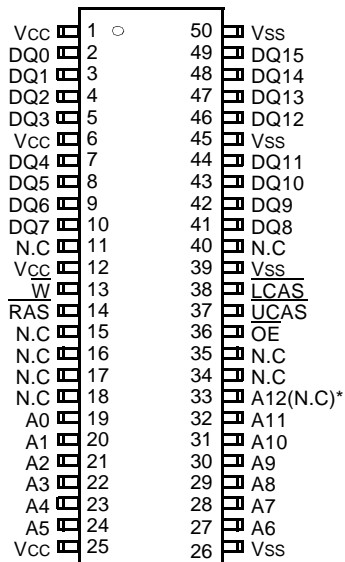 Vcc 1 50 Vss
DQ0 2 49 DQ15
DQ1 3 48 DQ14
DQ2 4 47 DQ13
DQ3 5 46 DQ12
Vcc 6 45 Vss
DQ4 7 44 DQ11
DQ5 8 43 DQ10
DQ6 9 42 DQ9
DQ7 10 41 DQ8
N.C 11 40 N.C
Vcc 12 39 Vss
W̅ 13 38 L̅C̅A̅S̅
R̅A̅S̅ 14 37 U̅C̅A̅S̅
N.C 15 36 O̅E̅
N.C 16 35 N.C
N.C 17 34 N.C
N.C 18 33 A12(N.C)*
A0 19 32 A11
A1 20 31 A10
A2 21 30 A9
A3 22 29 A8
A4 23 28 A7
A5 24 27 A6
Vcc 25 26 Vss